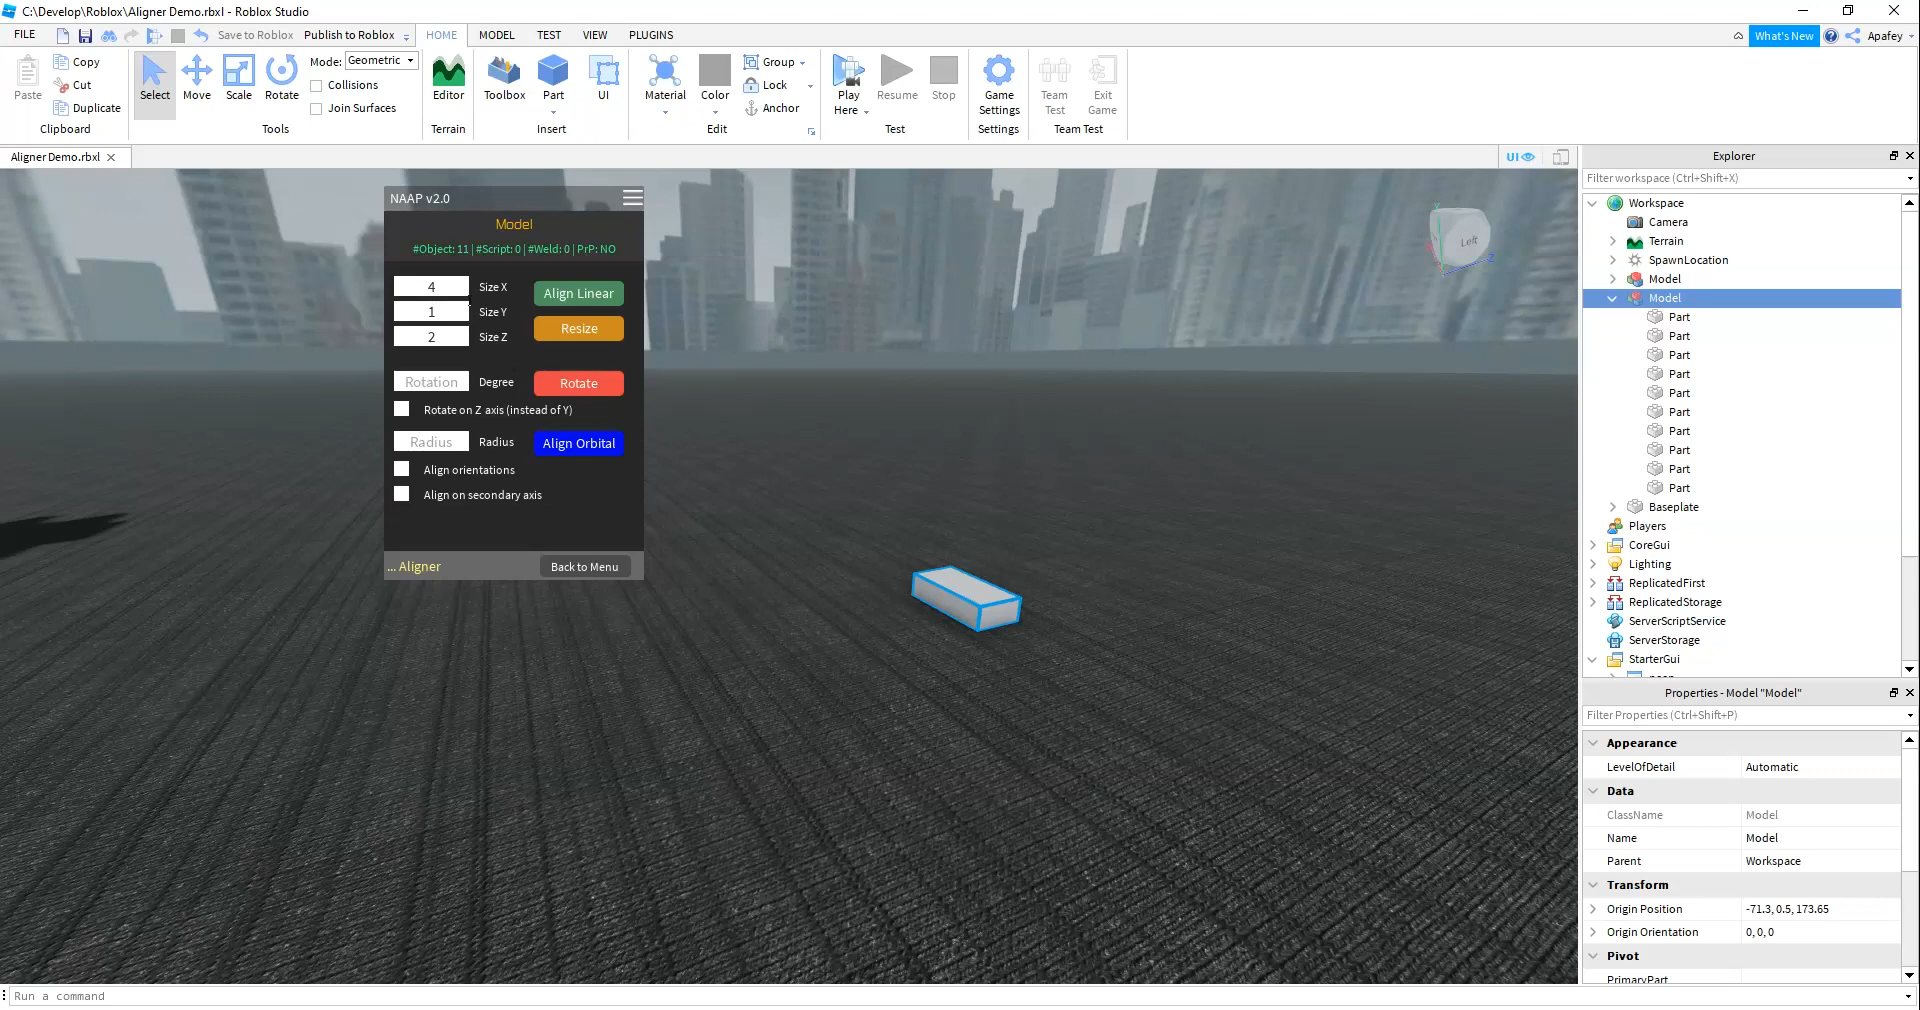 C:\Develop\Roblox\Aligner Demo.rbxl - Roblox Studio
FILE Save to Roblox Publish to Roblox HOME MODEL TEST VIEW PLUGINS What's New Apafey
Paste Copy Cut Duplicate Clipboard
Select Move Scale Rotate Mode: Geometric Collisions Join Surfaces Tools
Editor Terrain
Toolbox Part UI Insert
Material Color Group Lock Anchor Edit
Play Here Resume Stop Test
Game Settings Settings
Team Test Exit Game Team Test
Aligner Demo.rbxl UI
NAAP v2.0
Model
#Object: 11 | #Script: 0 | #Weld: 0 | PrP: NO
4 Size X Align Linear
1 Size Y
Resize
2 Size Z
Rotation Degree Rotate
Rotate on Z axis (instead of Y)
Radius Radius Align Orbital
Align orientations
Align on secondary axis
... Aligner Back to Menu
Left
Y
Z
Explorer
Filter workspace (Ctrl+Shift+X)
Workspace
Camera
Terrain
SpawnLocation
Model
Model
Part
Part
Part
Part
Part
Part
Part
Part
Part
Part
Baseplate
Players
CoreGui
Lighting
ReplicatedFirst
ReplicatedStorage
ServerScriptService
ServerStorage
StarterGui
Properties - Model "Model"
Filter Properties (Ctrl+Shift+P)
Appearance
LevelOfDetail Automatic
Data
ClassName Model
Name Model
Parent Workspace
Transform
Origin Position -71.3, 0.5, 173.65
Origin Orientation 0, 0, 0
Pivot
PrimaryPart
Run a command